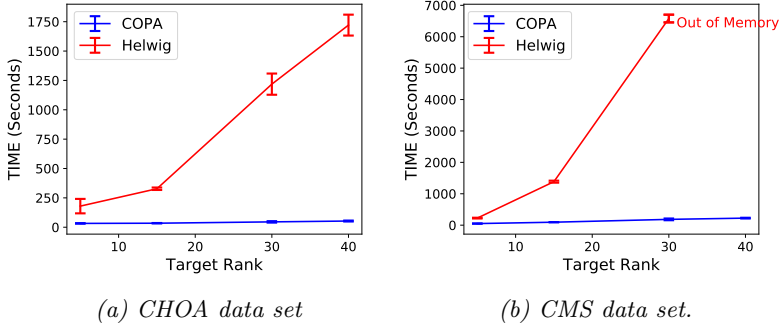 COPA
Helwig
1750
1500
1250
1000
750
500
250
0
TIME (Seconds)
10
20
30
40
Target Rank
(a) CHOA data set
COPA
Helwig
Out of Memory
7000
6000
5000
4000
3000
2000
1000
0
TIME (Seconds)
10
20
30
40
Target Rank
(b) CMS data set.